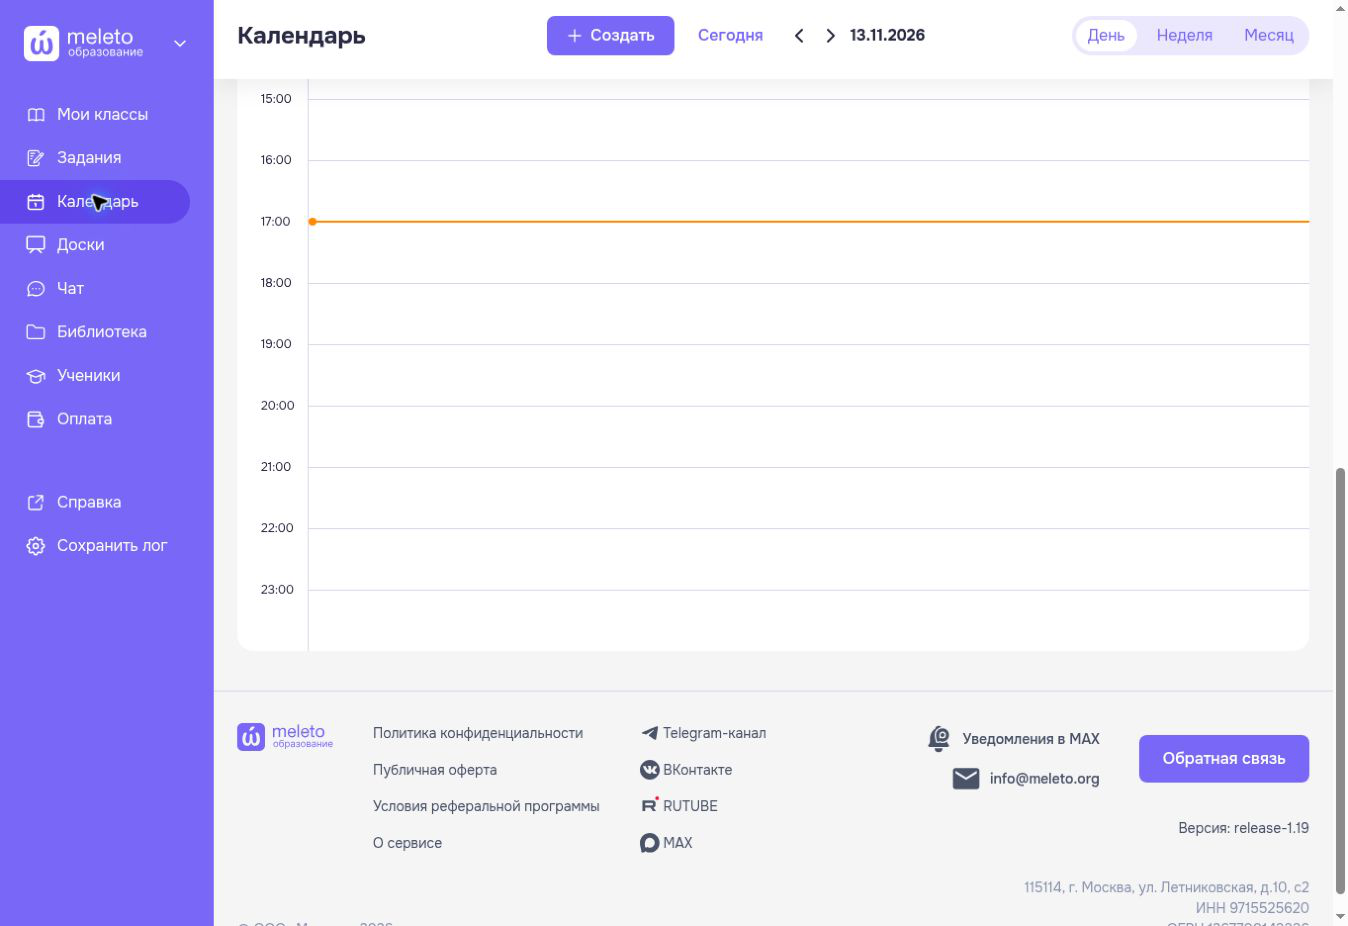 meleto
образование
Мои классы
Задания
Календарь
Доски
Чат
Библиотека
Ученики
Оплата
Справка
Сохранить лог
Календарь
Создать
Сегодня
13.11.2026
День
Неделя
Месяц
15:00
16:00
17:00
18:00
19:00
20:00
21:00
22:00
23:00
meleto
образование
Политика конфиденциальности
Публичная оферта
Условия реферальной программы
О сервисе
Telegram-канал
ВКонтакте
RUTUBE
MAX
Уведомления в MAX
info@meleto.org
Обратная связь
Версия: release-1.19
115114, г. Москва, ул. Летниковская, д.10, с2
ИНН 9715525620